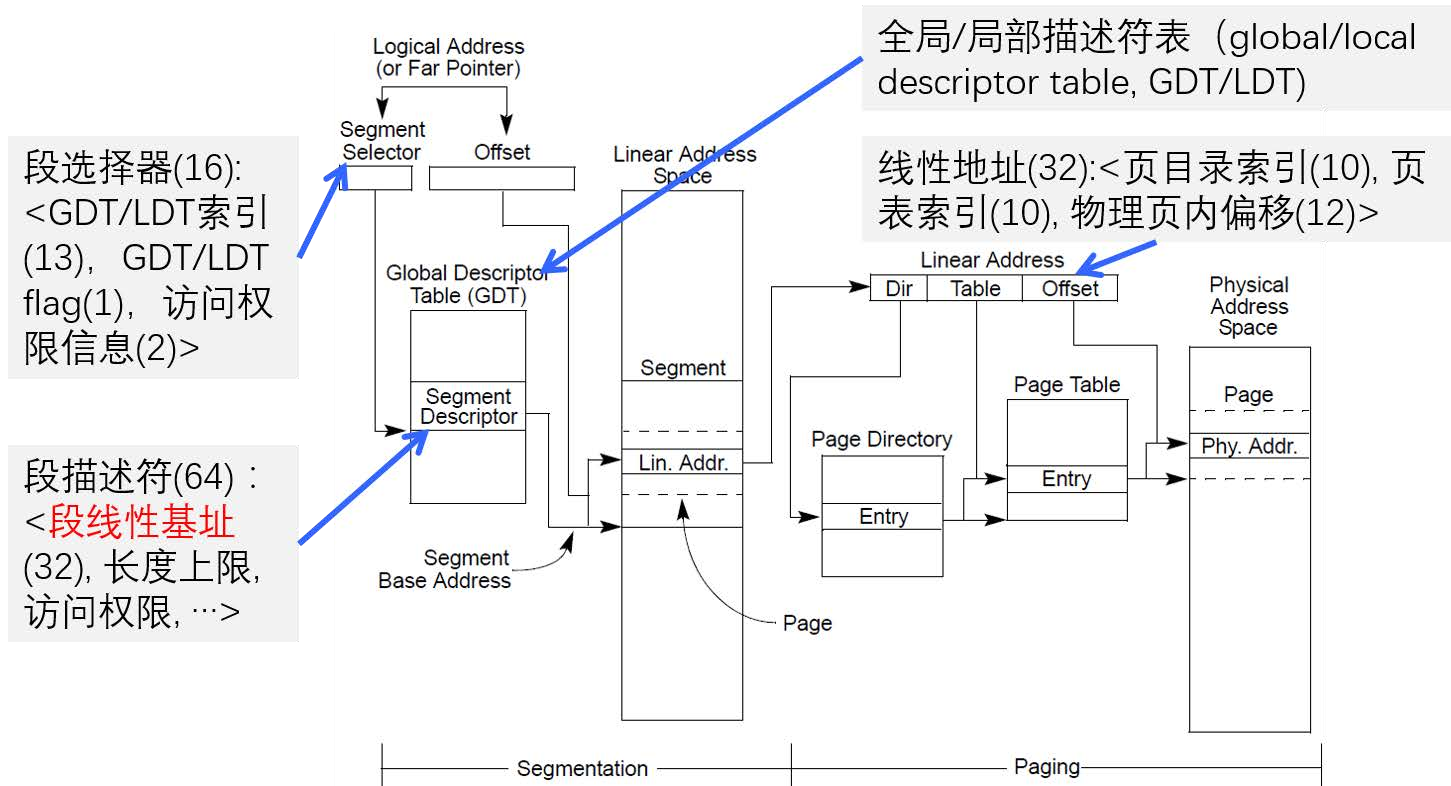 Logical Address
(or Far Pointer)
全局/局部描述符表（global/local
descriptor table, GDT/LDT)
段选择器(16):
<GDT/LDT索引
(13)，GDT/LDT
flag(1)，访问权
限信息(2)>
Segment
Selector
Offset
Linear Address
Space
线性地址(32):<页目录索引(10), 页
表索引(10), 物理页内偏移(12)>
Global Descriptor
Table (GDT)
Linear Address
Dir
Table
Offset
Physical
Address
Space
Segment
Descriptor
Segment
Page Table
Page
Page Directory
Lin. Addr.
Phy. Addr.
Entry
Entry
段描述符(64)：
<段线性基址
(32), 长度上限,
访问权限, ···>
Segment
Base Address
Page
Segmentation
Paging